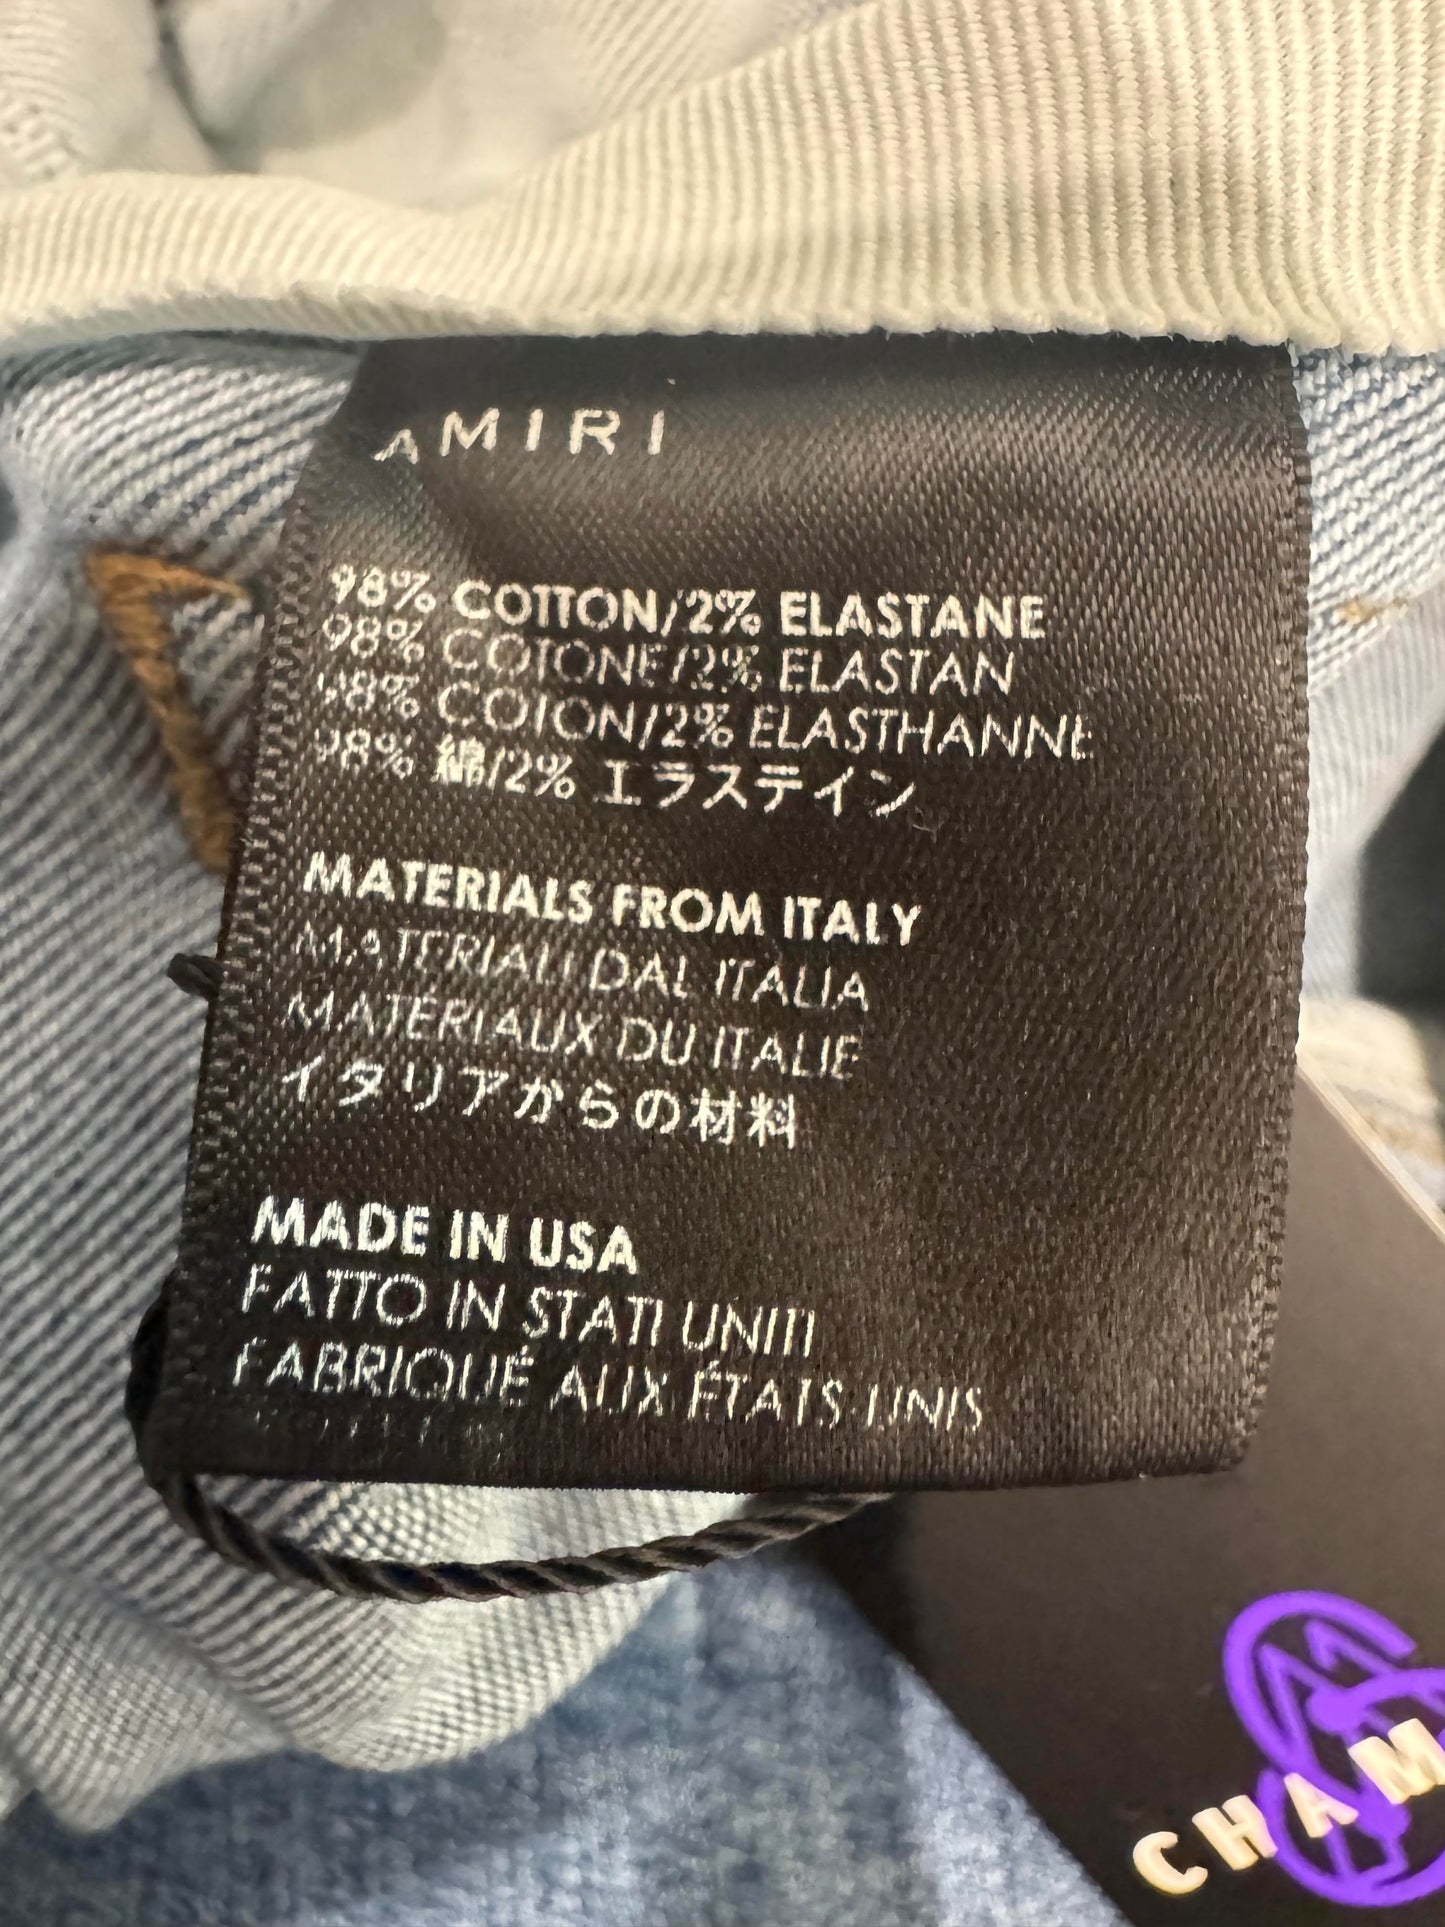 AMIRI
98% COTTON/2% ELASTANE
98% COTONE/2% ELASTAN
98% COTON/2% ELASTHANNE
98% 綿/2% エラステイン
MATERIALS FROM ITALY
MATERIALI DAL ITALIA
MATÉRIAUX DU ITALIE
イタリアからの材料
MADE IN USA
FATTO IN STATI UNITI
FABRIQUÉ AUX ÉTATS UNIS
CHAM